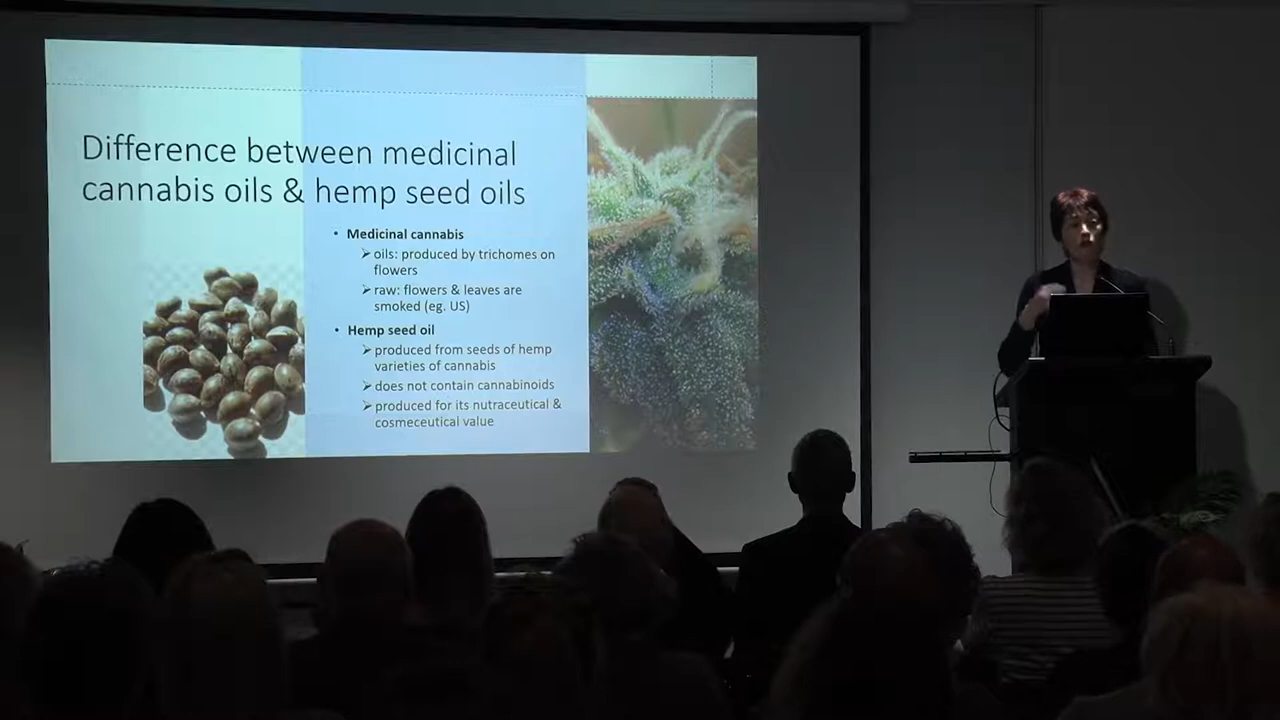 Difference between medicinal
cannabis oils & hemp seed oils
• Medicinal cannabis
➢ oils: produced by trichomes on
flowers
➢ raw: flowers & leaves are
smoked (eg. US)
• Hemp seed oil
➢ produced from seeds of hemp
varieties of cannabis
➢ does not contain cannabinoids
➢ produced for its nutraceutical &
cosmeceutical value